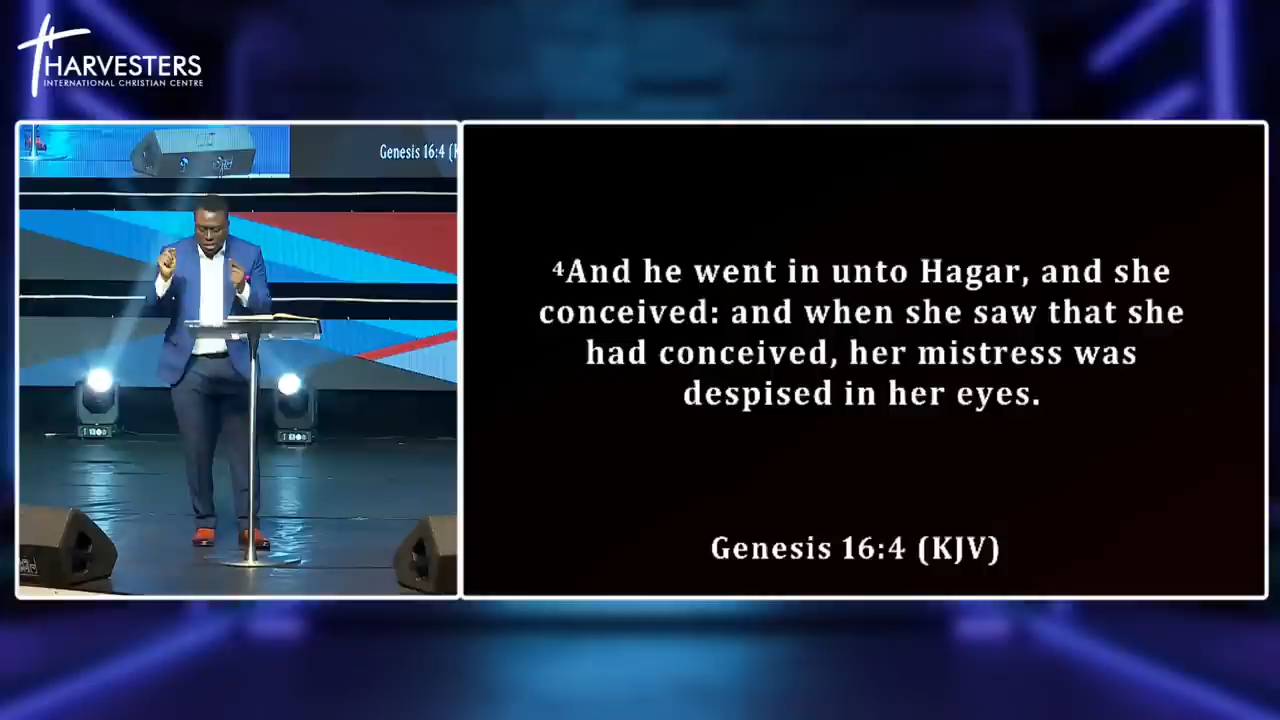 HARVESTERS
INTERNATIONAL CHRISTIAN CENTRE
Genesis 16:4 (K
⁴And he went in unto Hagar, and she
conceived: and when she saw that she
had conceived, her mistress was
despised in her eyes.
Genesis 16:4 (KJV)